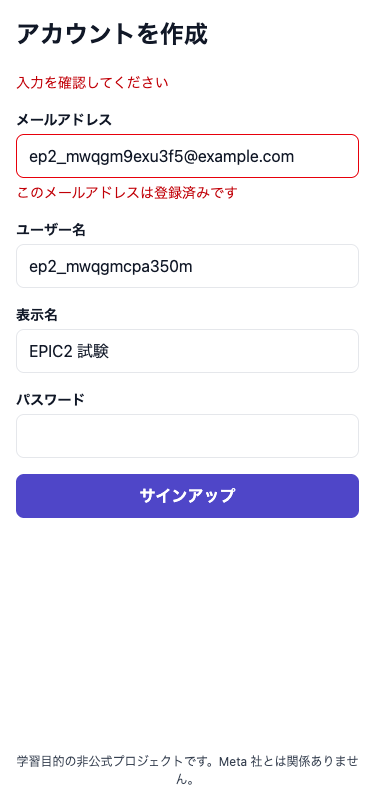 アカウントを作成
入力を確認してください
メールアドレス
ep2_mwqgm9exu3f5@example.com
このメールアドレスは登録済みです
ユーザー名
ep2_mwqgmcpa350m
表示名
EPIC2 試験
パスワード
サインアップ
学習目的の非公式プロジェクトです。Meta 社とは関係ありませ
ん。